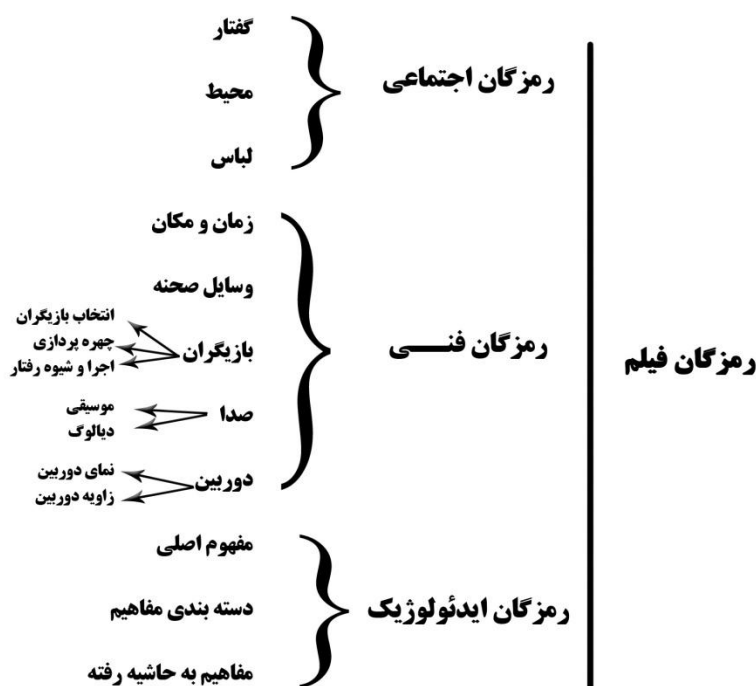 رمزگان فیلم
رمزگان اجتماعی
گفتار
محیط
لباس
رمزگان فنـــی
زمان و مکان
وسایل صحنه
بازیگران
انتخاب بازیگران
چهره پردازی
اجرا و شیوه رفتار
صدا
موسیقی
دیالوگ
دوربین
نمای دوربین
زاویه دوربین
رمزگان ایدئولوژیک
مفهوم اصلی
دسته بندی مفاهیم
مفاهیم به حاشیه رفته